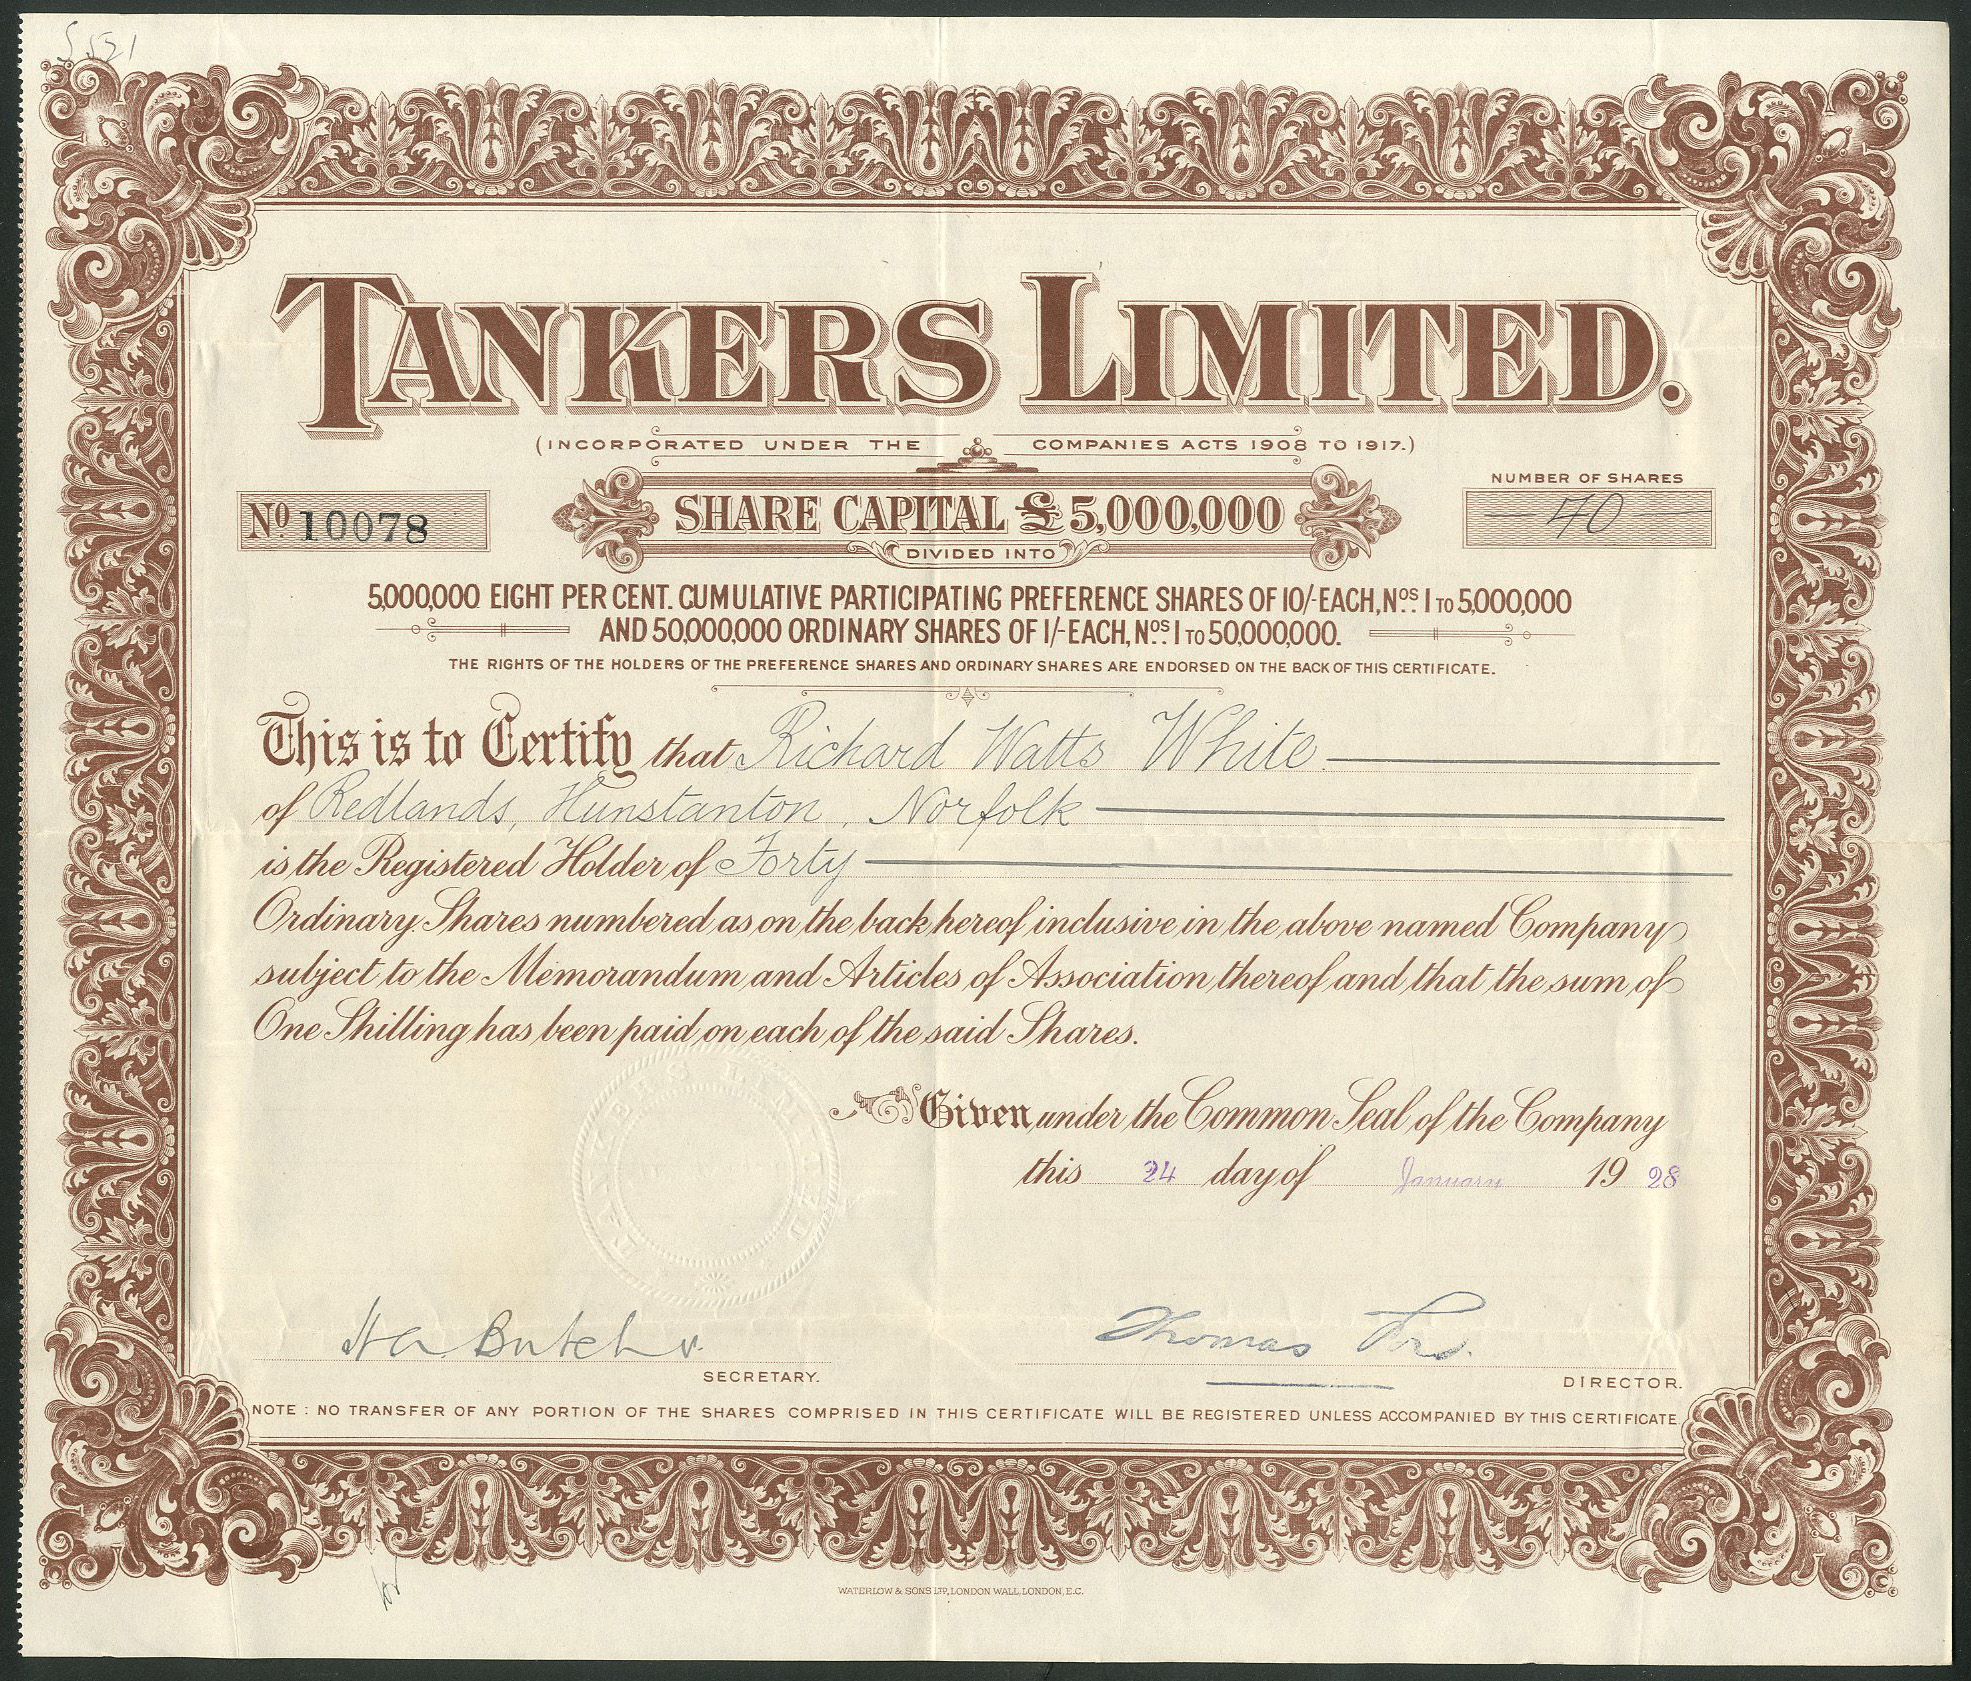 S 521
TANKERS LIMITED.
(INCORPORATED UNDER THE COMPANIES ACTS 1908 TO 1917.)
NUMBER OF SHARES
Nº 10078
SHARE CAPITAL £5,000,000
40
DIVIDED INTO
5,000,000 EIGHT PER CENT. CUMULATIVE PARTICIPATING PREFERENCE SHARES OF 10/- EACH, Nos. 1 TO 5,000,000
AND 50,000,000 ORDINARY SHARES OF 1/- EACH, Nos. 1 TO 50,000,000.
THE RIGHTS OF THE HOLDERS OF THE PREFERENCE SHARES AND ORDINARY SHARES ARE ENDORSED ON THE BACK OF THIS CERTIFICATE.
This is to Certify that Richard Watts White
of Redlands, Hunstanton, Norfolk
is the Registered Holder of Forty
Ordinary Shares numbered as on the back hereof inclusive in the above named Company
subject to the Memorandum and Articles of Association thereof and that the sum of
One Shilling has been paid on each of the said Shares.
TANKERS LIMITED
Given under the Common Seal of the Company
this 24 day of January 1928
H A Butcher
Thomas
SECRETARY.
DIRECTOR.
NOTE : NO TRANSFER OF ANY PORTION OF THE SHARES COMPRISED IN THIS CERTIFICATE WILL BE REGISTERED UNLESS ACCOMPANIED BY THIS CERTIFICATE
WATERLOW & SONS LTD, LONDON WALL, LONDON, E.C.